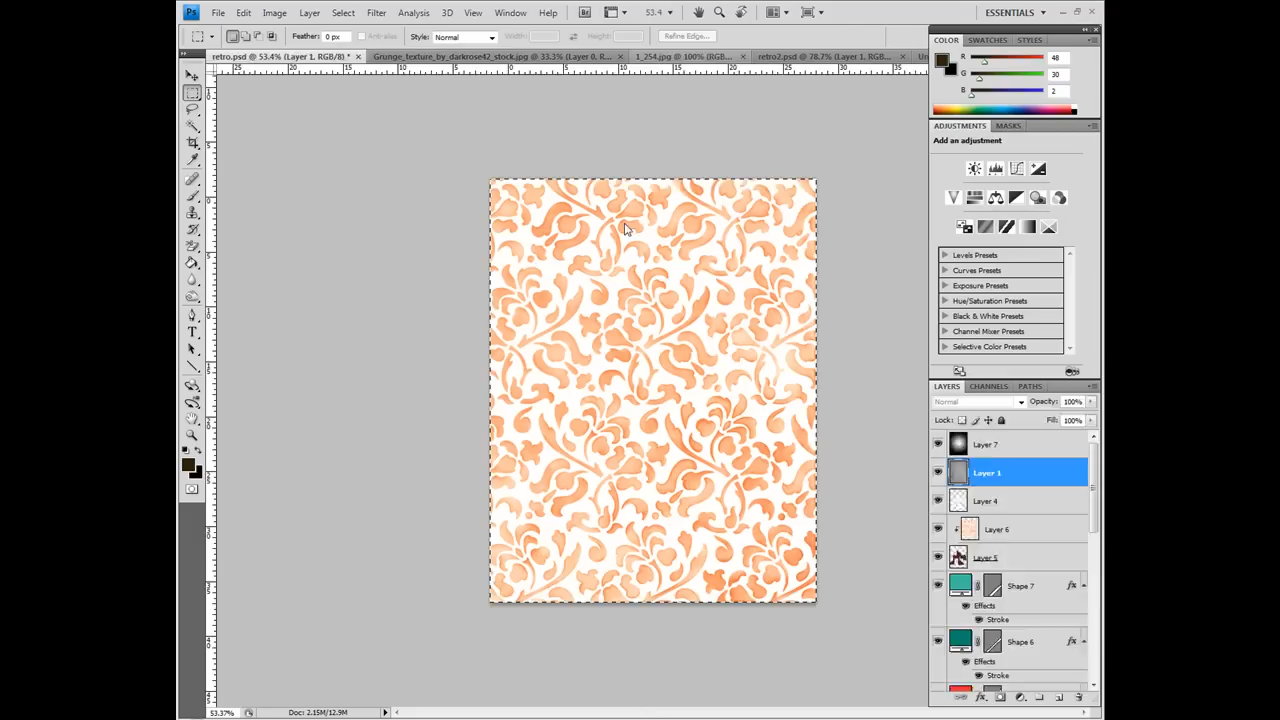 Ps File Edit Image Layer Select Filter Analysis 3D View Window Help Br 53.4 ESSENTIALS
Feather: 0 px Anti-alias Style: Normal Width: Height: Refine Edge...
retro.psd @ 53.4% (Layer 1, RGB/8) * Grunge_texture_by_darkrose42_stock.jpg @ 33.3% (Layer 0, R... 1_254.jpg @ 100% (RGB... retro2.psd @ 78.7% (Layer 1, RGB...
COLOR SWATCHES STYLES
R 48
G 30
B 2
ADJUSTMENTS MASKS
Add an adjustment
Levels Presets
Curves Presets
Exposure Presets
Hue/Saturation Presets
Black & White Presets
Channel Mixer Presets
Selective Color Presets
LAYERS CHANNELS PATHS
Normal Opacity: 100%
Lock: Fill: 100%
Layer 7
Layer 1
Layer 4
Layer 6
Layer 5
Shape 7 fx
Effects
Stroke
Shape 6 fx
Effects
Stroke
53.37% Doc: 2.15M/12.9M